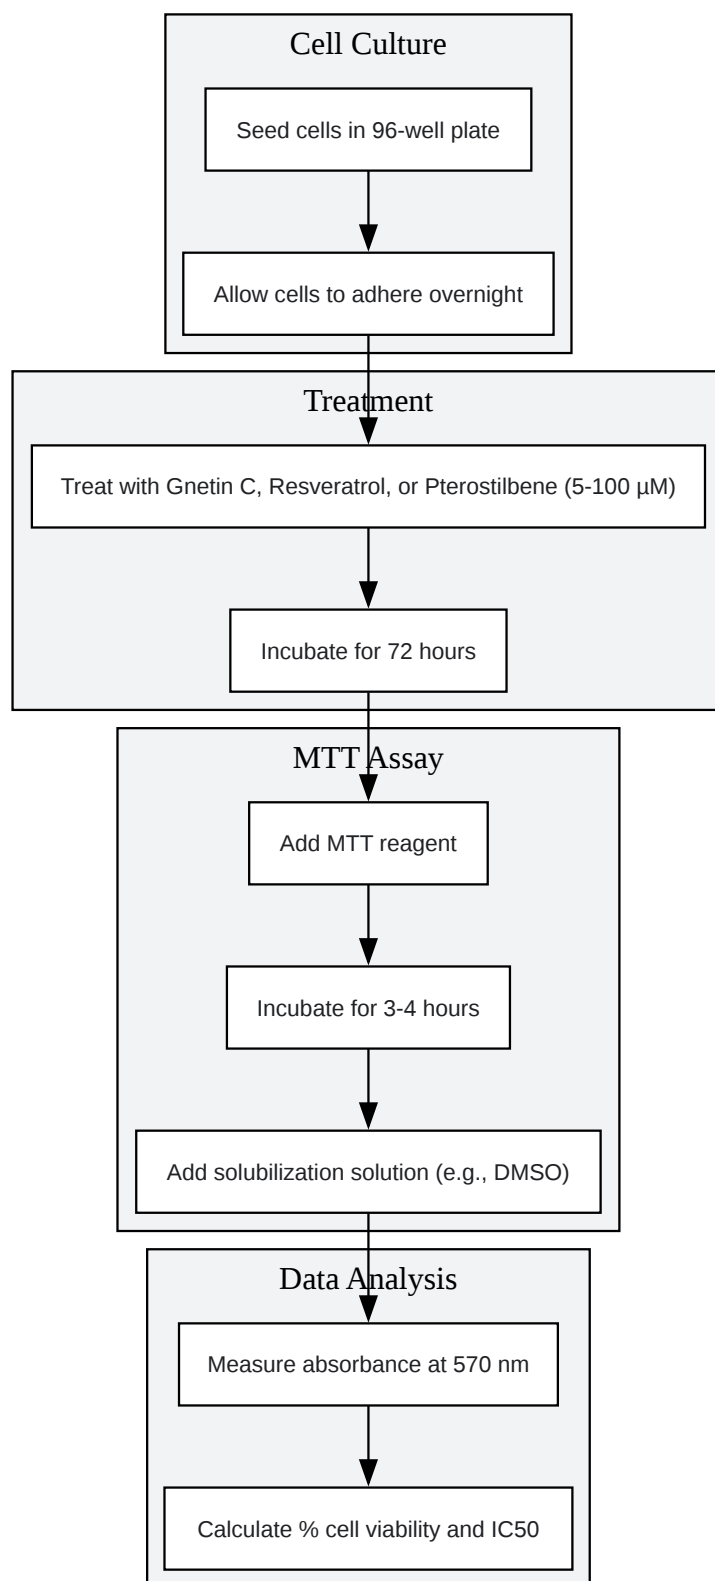 Cell Culture
Seed cells in 96-well plate
Allow cells to adhere overnight
Treatment
Treat with Gnetin C, Resveratrol, or Pterostilbene (5-100 µM)
Incubate for 72 hours
MTT Assay
Add MTT reagent
Incubate for 3-4 hours
Add solubilization solution (e.g., DMSO)
Data Analysis
Measure absorbance at 570 nm
Calculate % cell viability and IC50